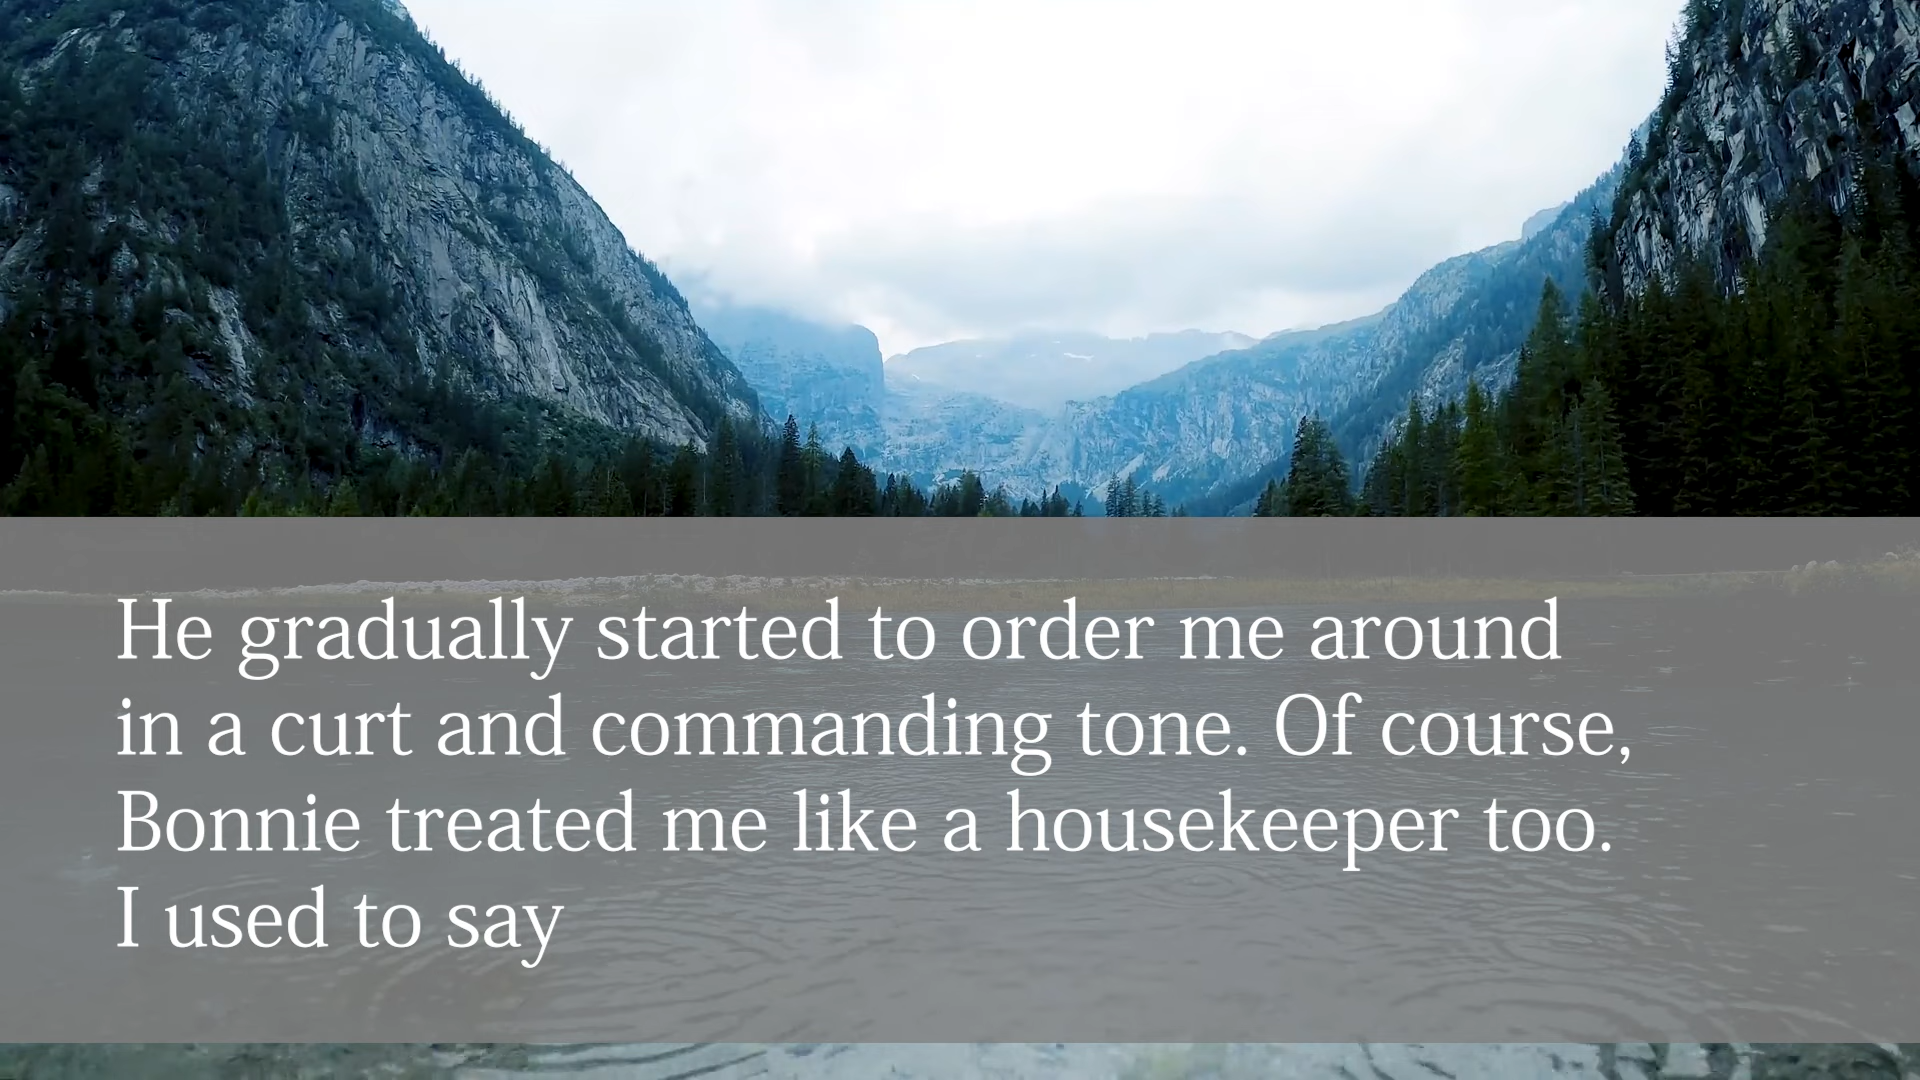 He gradually started to order me around
in a curt and commanding tone. Of course,
Bonnie treated me like a housekeeper too.
I used to say